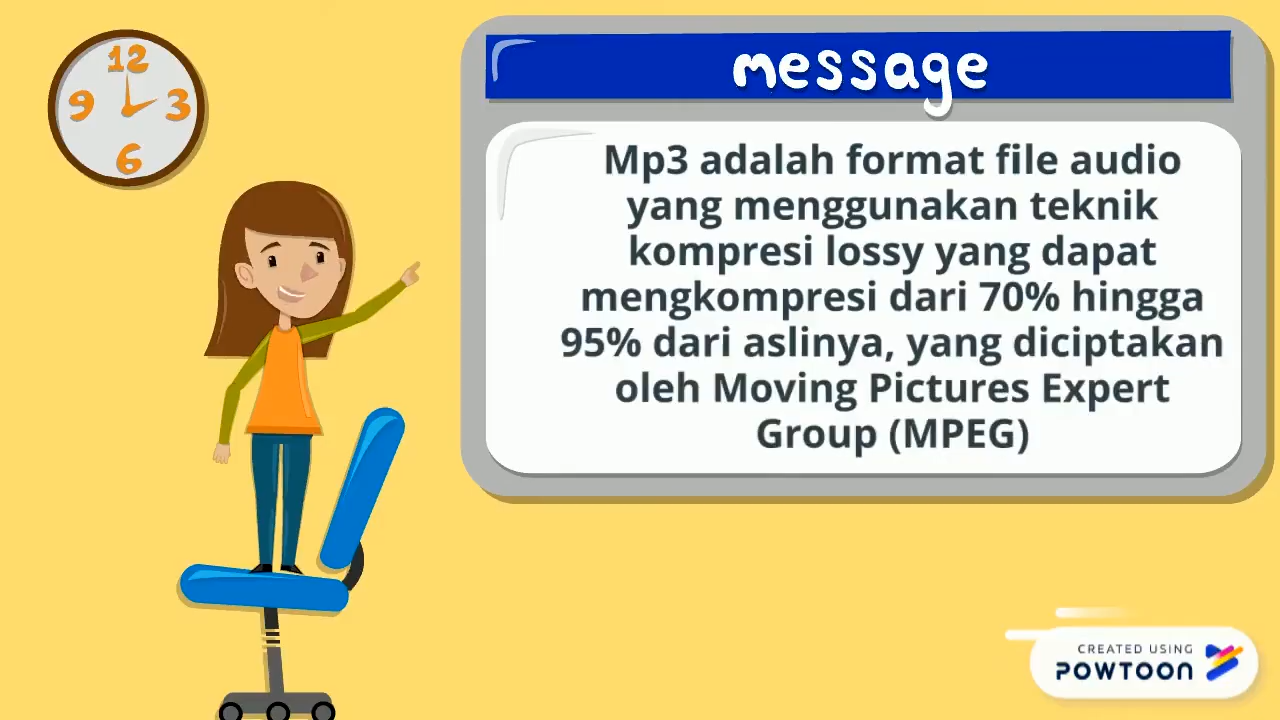 12
9 3
6
message
Mp3 adalah format file audio
yang menggunakan teknik
kompresi lossy yang dapat
mengkompresi dari 70% hingga
95% dari aslinya, yang diciptakan
oleh Moving Pictures Expert
Group (MPEG)
CREATED USING
POWTOON